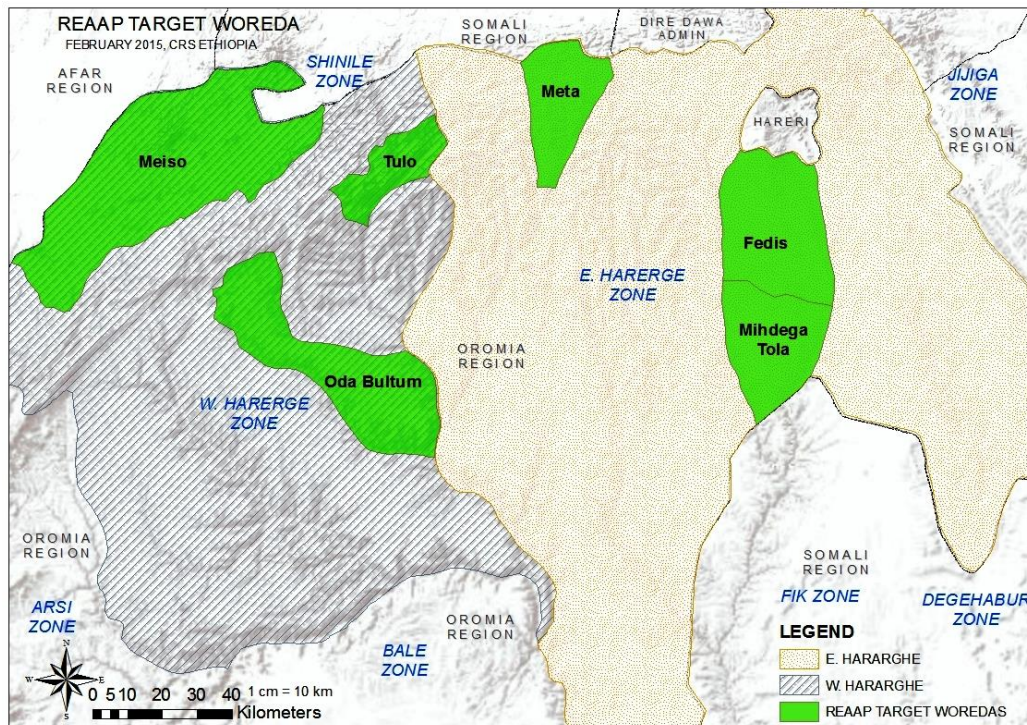 REAAP TARGET WOREDA
FEBRUARY 2015, CRS ETHIOPIA
SOMALI
REGION
DIRE DAWA
ADMIN
AFAR
REGION
SHINILE
ZONE
JIJIGA
ZONE
SOMALI
REGION
Meta
HARERI
Meiso
Tulo
Fedis
E. HARERGE
ZONE
Mihdega
Tola
OROMIA
REGION
Oda Bultum
W. HARERGE
ZONE
OROMIA
REGION
SOMALI
REGION
ARSI
ZONE
OROMIA
REGION
BALE
ZONE
FIK ZONE
DEGEHABUR
ZONE
LEGEND
E. HARARGHE
W. HARARGHE
REAAP TARGET WOREDAS
N
W
E
S
0 5 10 20 30 40
1 cm = 10 km
Kilometers